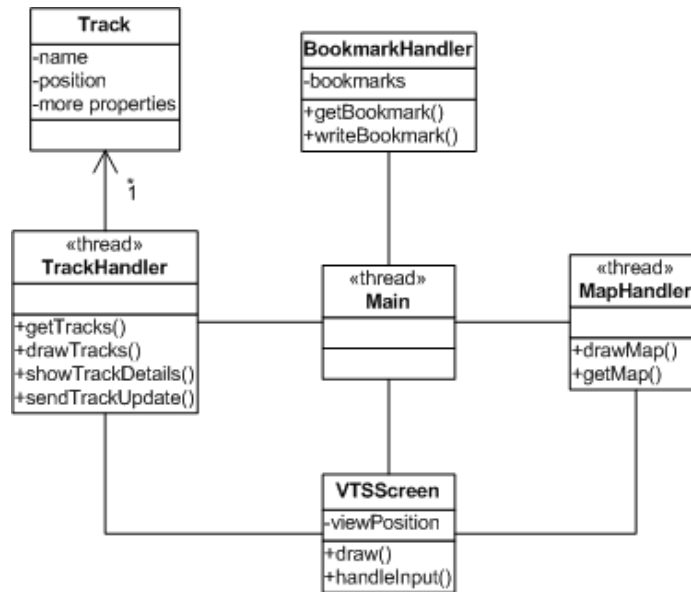 Track
-name
-position
-more properties
BookmarkHandler
-bookmarks
+getBookmark()
+writeBookmark()
*
1
«thread»
TrackHandler
+getTracks()
+drawTracks()
+showTrackDetails()
+sendTrackUpdate()
«thread»
Main
«thread»
MapHandler
+drawMap()
+getMap()
VTSScreen
-viewPosition
+draw()
+handleInput()